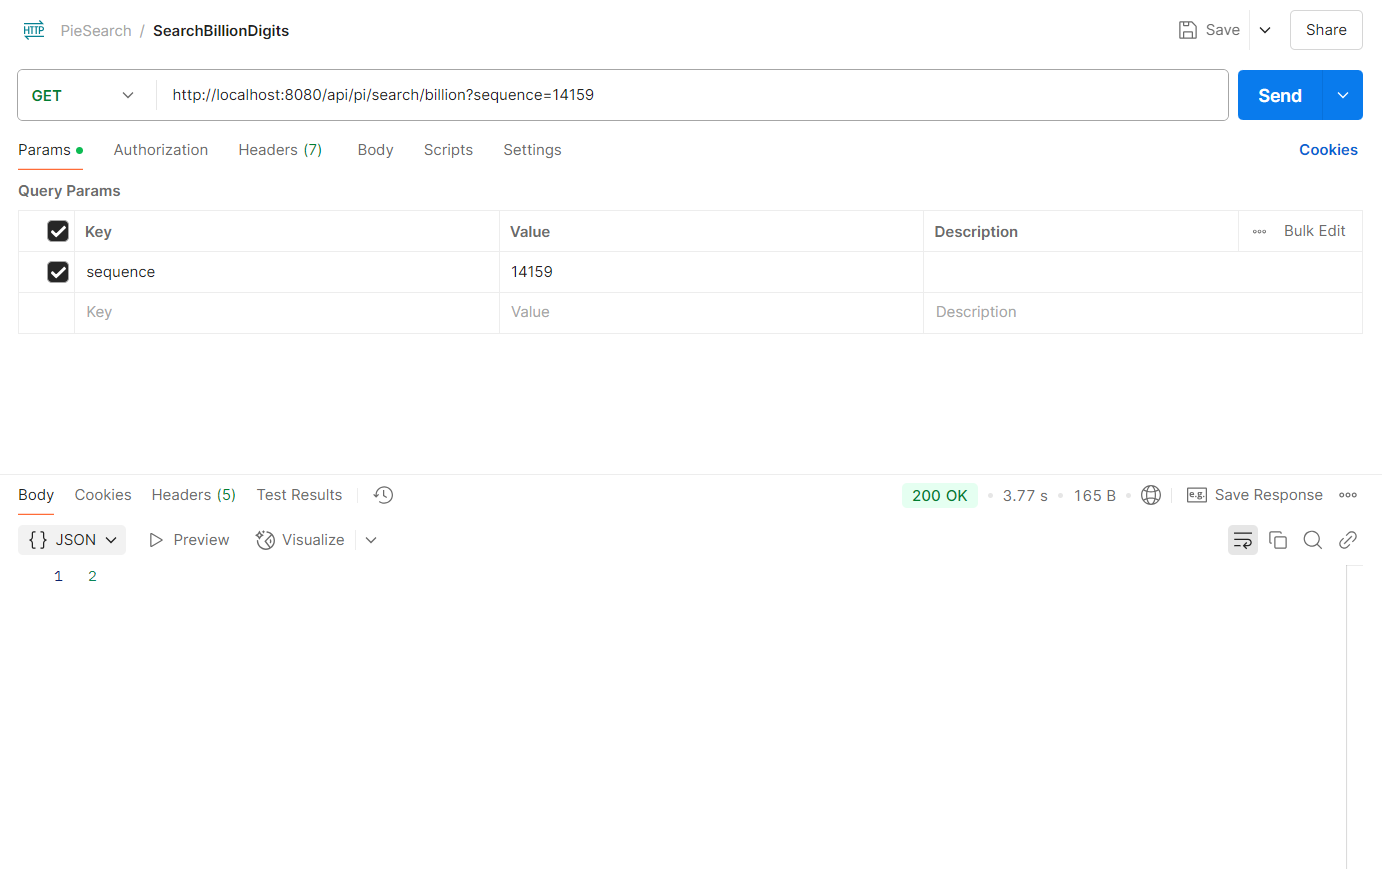 HTTP PieSearch / SearchBillionDigits Save Share
GET http://localhost:8080/api/pi/search/billion?sequence=14159 Send
Params Authorization Headers (7) Body Scripts Settings Cookies
Query Params
Key Value Description Bulk Edit
sequence 14159
Key Value Description
Body Cookies Headers (5) Test Results 200 OK 3.77 s 165 B e.g. Save Response
{} JSON Preview Visualize
1 2